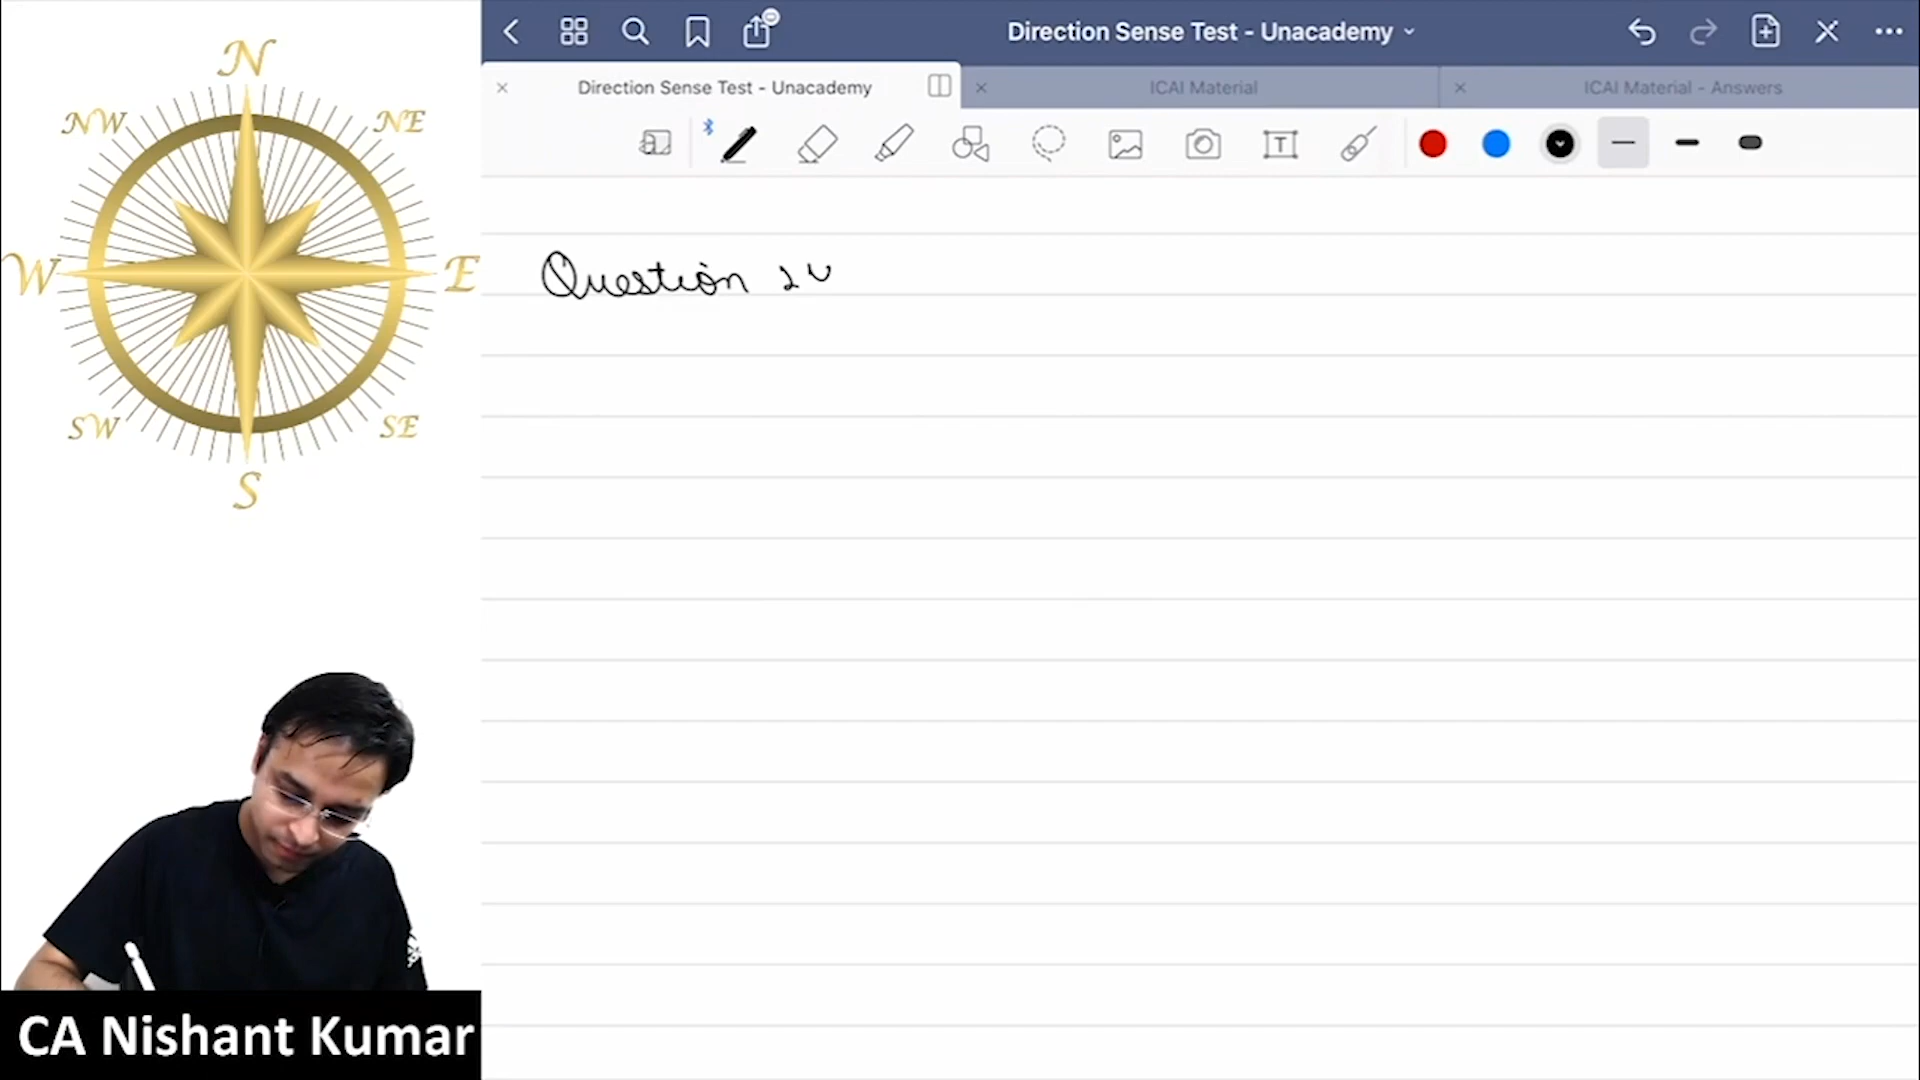 N
NW
NE
W
E
SW
SE
S
Direction Sense Test - Unacademy
Direction Sense Test - Unacademy
ICAI Material
ICAI Material - Answers
T
Question
CA Nishant Kumar